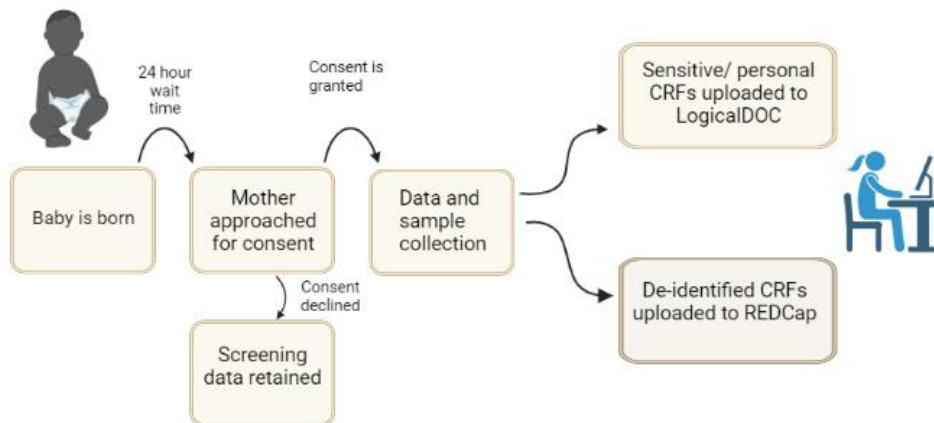 24 hour
wait
time
Consent is
granted
Sensitive/ personal
CRFs uploaded to
LogicalDOC
Baby is born
Mother
approached
for consent
Data and
sample
collection
Consent
declined
De-identified CRFs
uploaded to REDCap
Screening
data retained